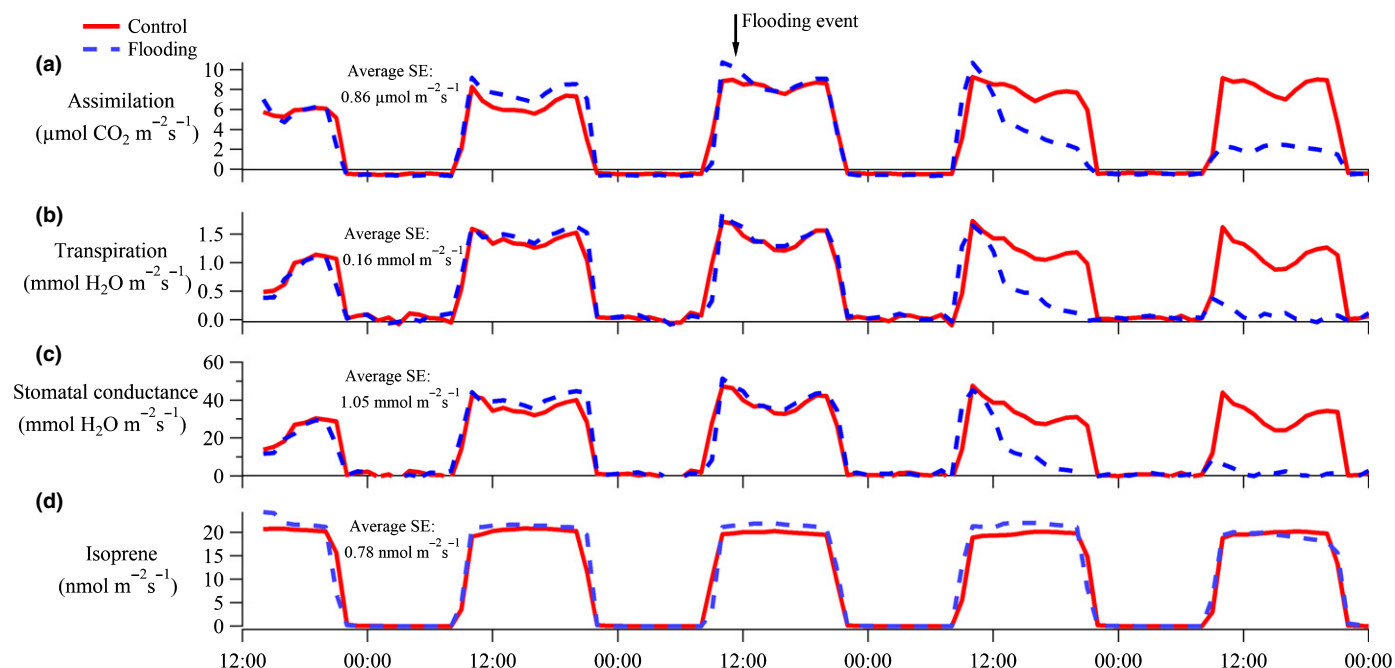 Control
Flooding
Flooding event
(a)
Assimilation
(µmol CO₂ m⁻²s⁻¹)
Average SE:
0.86 µmol m⁻²s⁻¹
10
8
6
4
2
0
(b)
Transpiration
(mmol H₂O m⁻²s⁻¹)
Average SE:
0.16 mmol m⁻²s⁻¹
1.5
1.0
0.5
0.0
(c)
Stomatal conductance
(mmol H₂O m⁻²s⁻¹)
Average SE:
1.05 mmol m⁻²s⁻¹
60
40
20
0
(d)
Isoprene
(nmol m⁻²s⁻¹)
Average SE:
0.78 nmol m⁻²s⁻¹
20
15
10
5
0
12:00 00:00 12:00 00:00 12:00 00:00 12:00 00:00 12:00 00:00